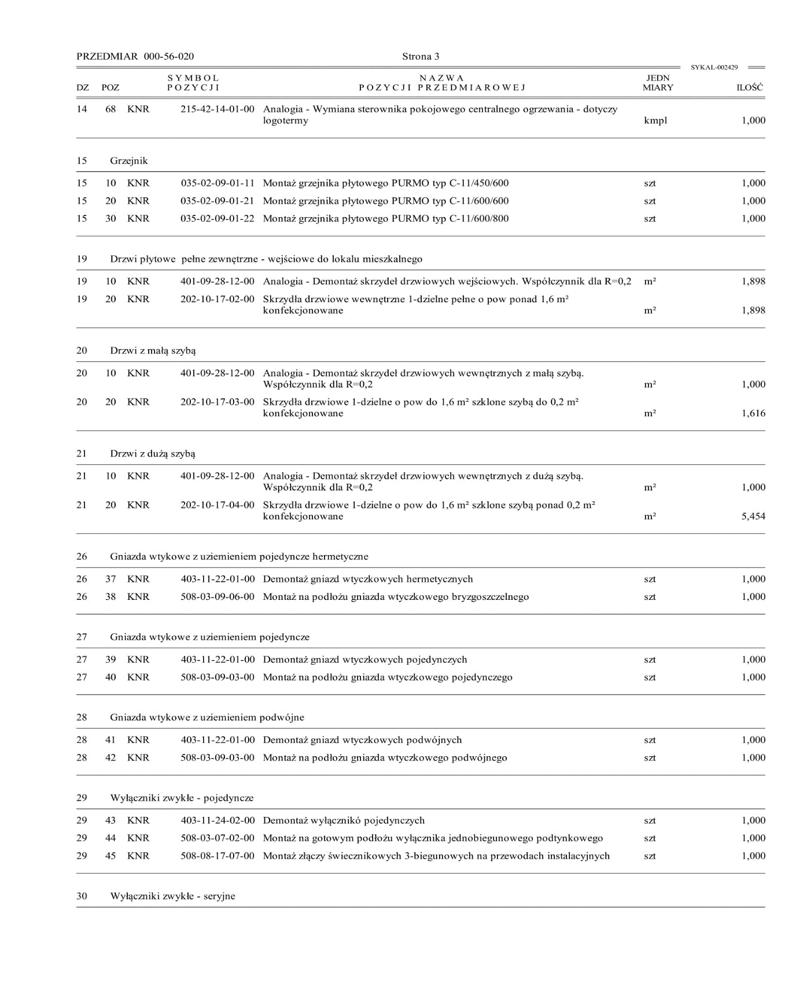 PRZEDMIAR 000-56-020 Strona 3
SYKAL-002429
SYMBOL NAZWA JEDN
DZ POZ POZYCJI POZYCJI PRZEDMIAROWEJ MIARY ILOŚĆ
14 68 KNR 215-42-14-01-00 Analogia - Wymiana sterownika pokojowego centralnego ogrzewania - dotyczy
logotermy kmpl 1,000
15 Grzejnik
15 10 KNR 035-02-09-01-11 Montaż grzejnika płytowego PURMO typ C-11/450/600 szt 1,000
15 20 KNR 035-02-09-01-21 Montaż grzejnika płytowego PURMO typ C-11/600/600 szt 1,000
15 30 KNR 035-02-09-01-22 Montaż grzejnika płytowego PURMO typ C-11/600/800 szt 1,000
19 Drzwi płytowe pełne zewnętrzne - wejściowe do lokalu mieszkalnego
19 10 KNR 401-09-28-12-00 Analogia - Demontaż skrzydeł drzwiowych wejściowych. Współczynnik dla R=0,2 m² 1,898
19 20 KNR 202-10-17-02-00 Skrzydła drzwiowe wewnętrzne 1-dzielne pełne o pow ponad 1,6 m²
konfekcjonowane m² 1,898
20 Drzwi z małą szybą
20 10 KNR 401-09-28-12-00 Analogia - Demontaż skrzydeł drzwiowych wewnętrznych z małą szybą.
Współczynnik dla R=0,2 m² 1,000
20 20 KNR 202-10-17-03-00 Skrzydła drzwiowe 1-dzielne o pow do 1,6 m² szklone szybą do 0,2 m²
konfekcjonowane m² 1,616
21 Drzwi z dużą szybą
21 10 KNR 401-09-28-12-00 Analogia - Demontaż skrzydeł drzwiowych wewnętrznych z dużą szybą.
Współczynnik dla R=0,2 m² 1,000
21 20 KNR 202-10-17-04-00 Skrzydła drzwiowe 1-dzielne o pow do 1,6 m² szklone szybą ponad 0,2 m²
konfekcjonowane m² 5,454
26 Gniazda wtykowe z uziemieniem pojedyncze hermetyczne
26 37 KNR 403-11-22-01-00 Demontaż gniazd wtyczkowych hermetycznych szt 1,000
26 38 KNR 508-03-09-06-00 Montaż na podłożu gniazda wtyczkowego bryzgoszczelnego szt 1,000
27 Gniazda wtykowe z uziemieniem pojedyncze
27 39 KNR 403-11-22-01-00 Demontaż gniazd wtyczkowych pojedynczych szt 1,000
27 40 KNR 508-03-09-03-00 Montaż na podłożu gniazda wtyczkowego pojedynczego szt 1,000
28 Gniazda wtykowe z uziemieniem podwójne
28 41 KNR 403-11-22-01-00 Demontaż gniazd wtyczkowych podwójnych szt 1,000
28 42 KNR 508-03-09-03-00 Montaż na podłożu gniazda wtyczkowego podwójnego szt 1,000
29 Wyłączniki zwykłe - pojedyncze
29 43 KNR 403-11-24-02-00 Demontaż wyłącznikó pojedynczych szt 1,000
29 44 KNR 508-03-07-02-00 Montaż na gotowym podłożu wyłącznika jednobiegunowego podtynkowego szt 1,000
29 45 KNR 508-08-17-07-00 Montaż złączy świecznikowych 3-biegunowych na przewodach instalacyjnych szt 1,000
30 Wyłączniki zwykłe - seryjne